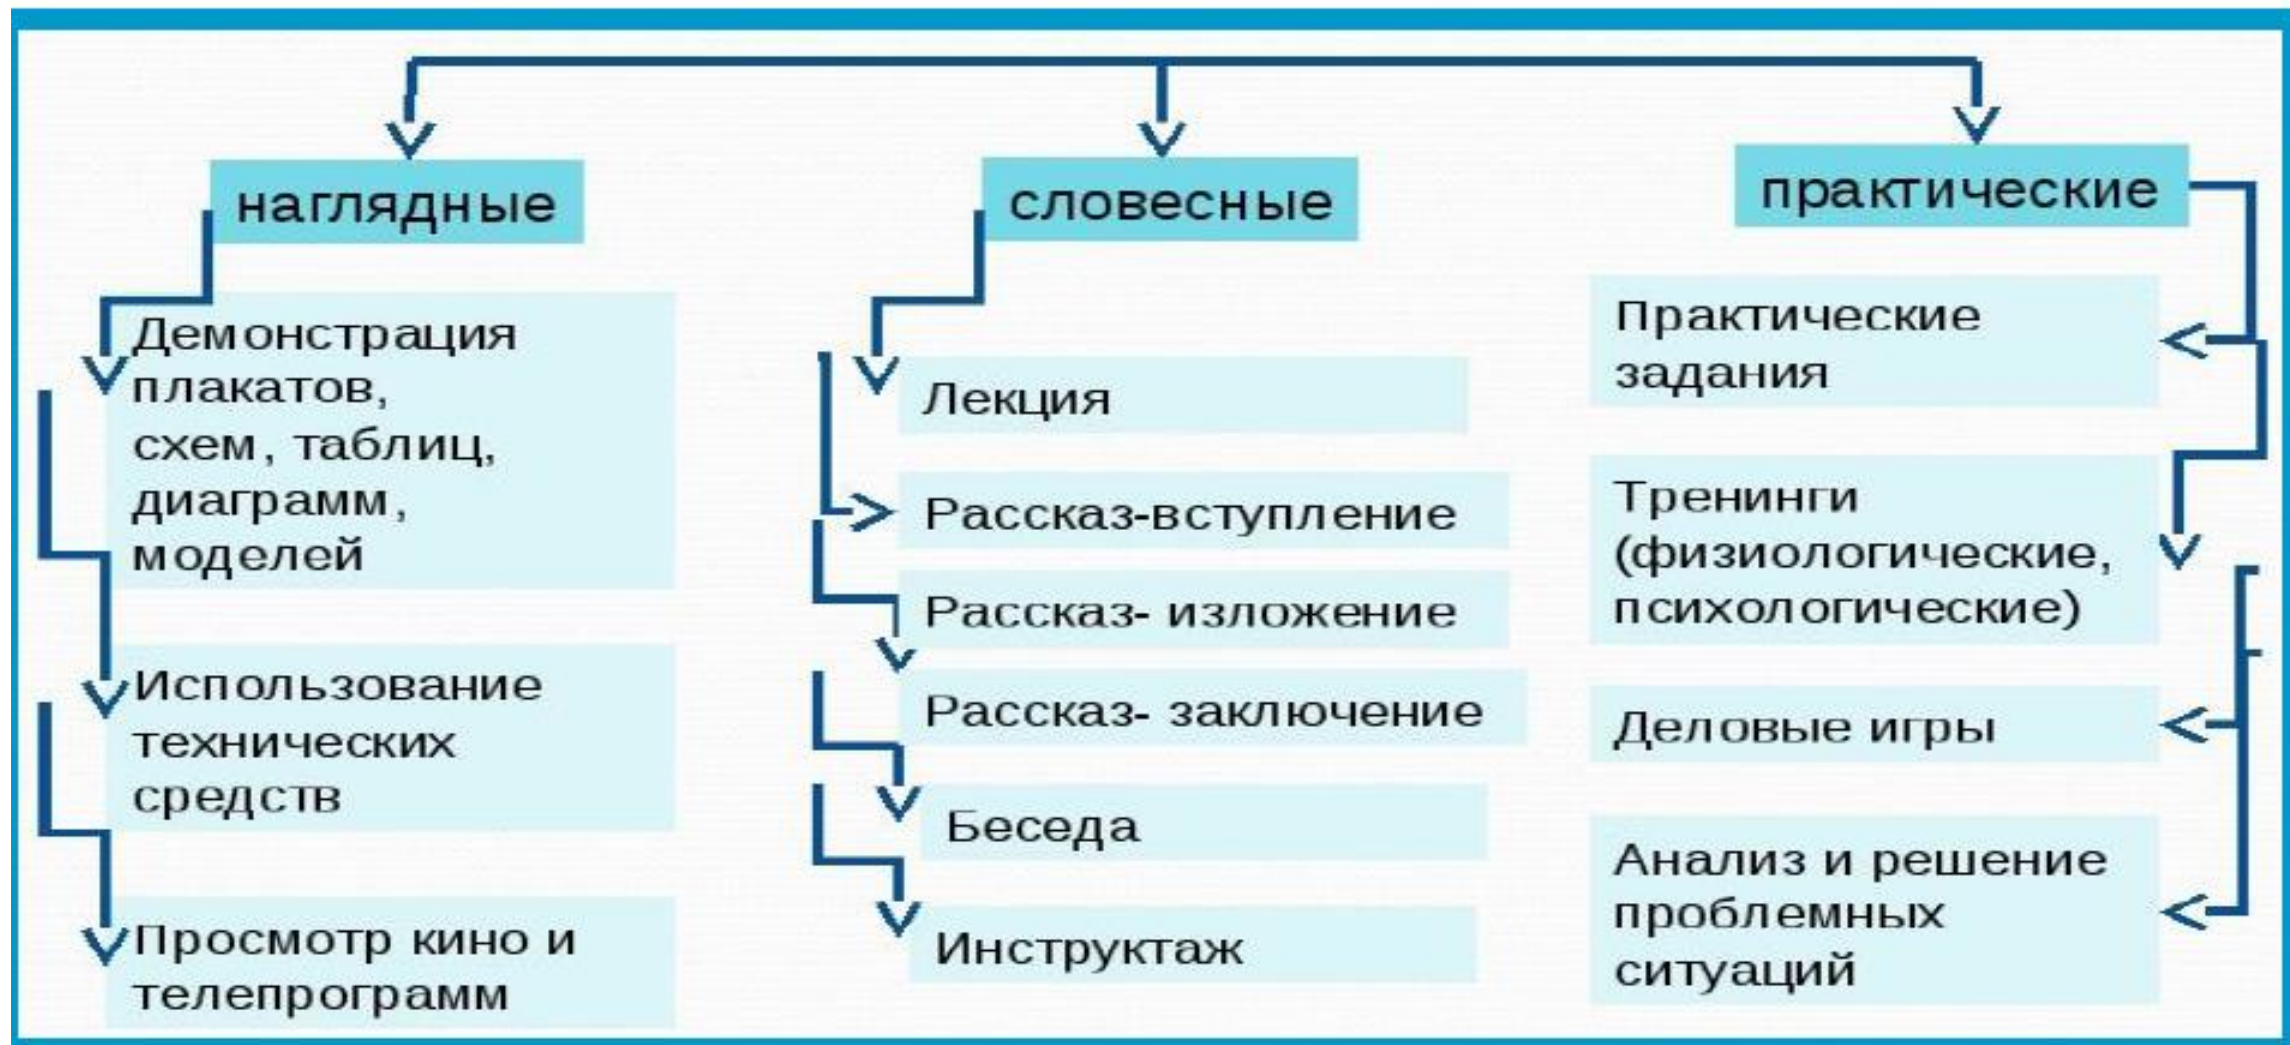 наглядные
Демонстрация
плакатов,
схем, таблиц,
диаграмм,
моделей
Использование
технических
средств
Просмотр кино и
телепрограмм
словесные
Лекция
Рассказ-вступление
Рассказ- изложение
Рассказ- заключение
Беседа
Инструктаж
практические
Практические
задания
Тренинги
(физиологические,
психологические)
Деловые игры
Анализ и решение
проблемных
ситуаций